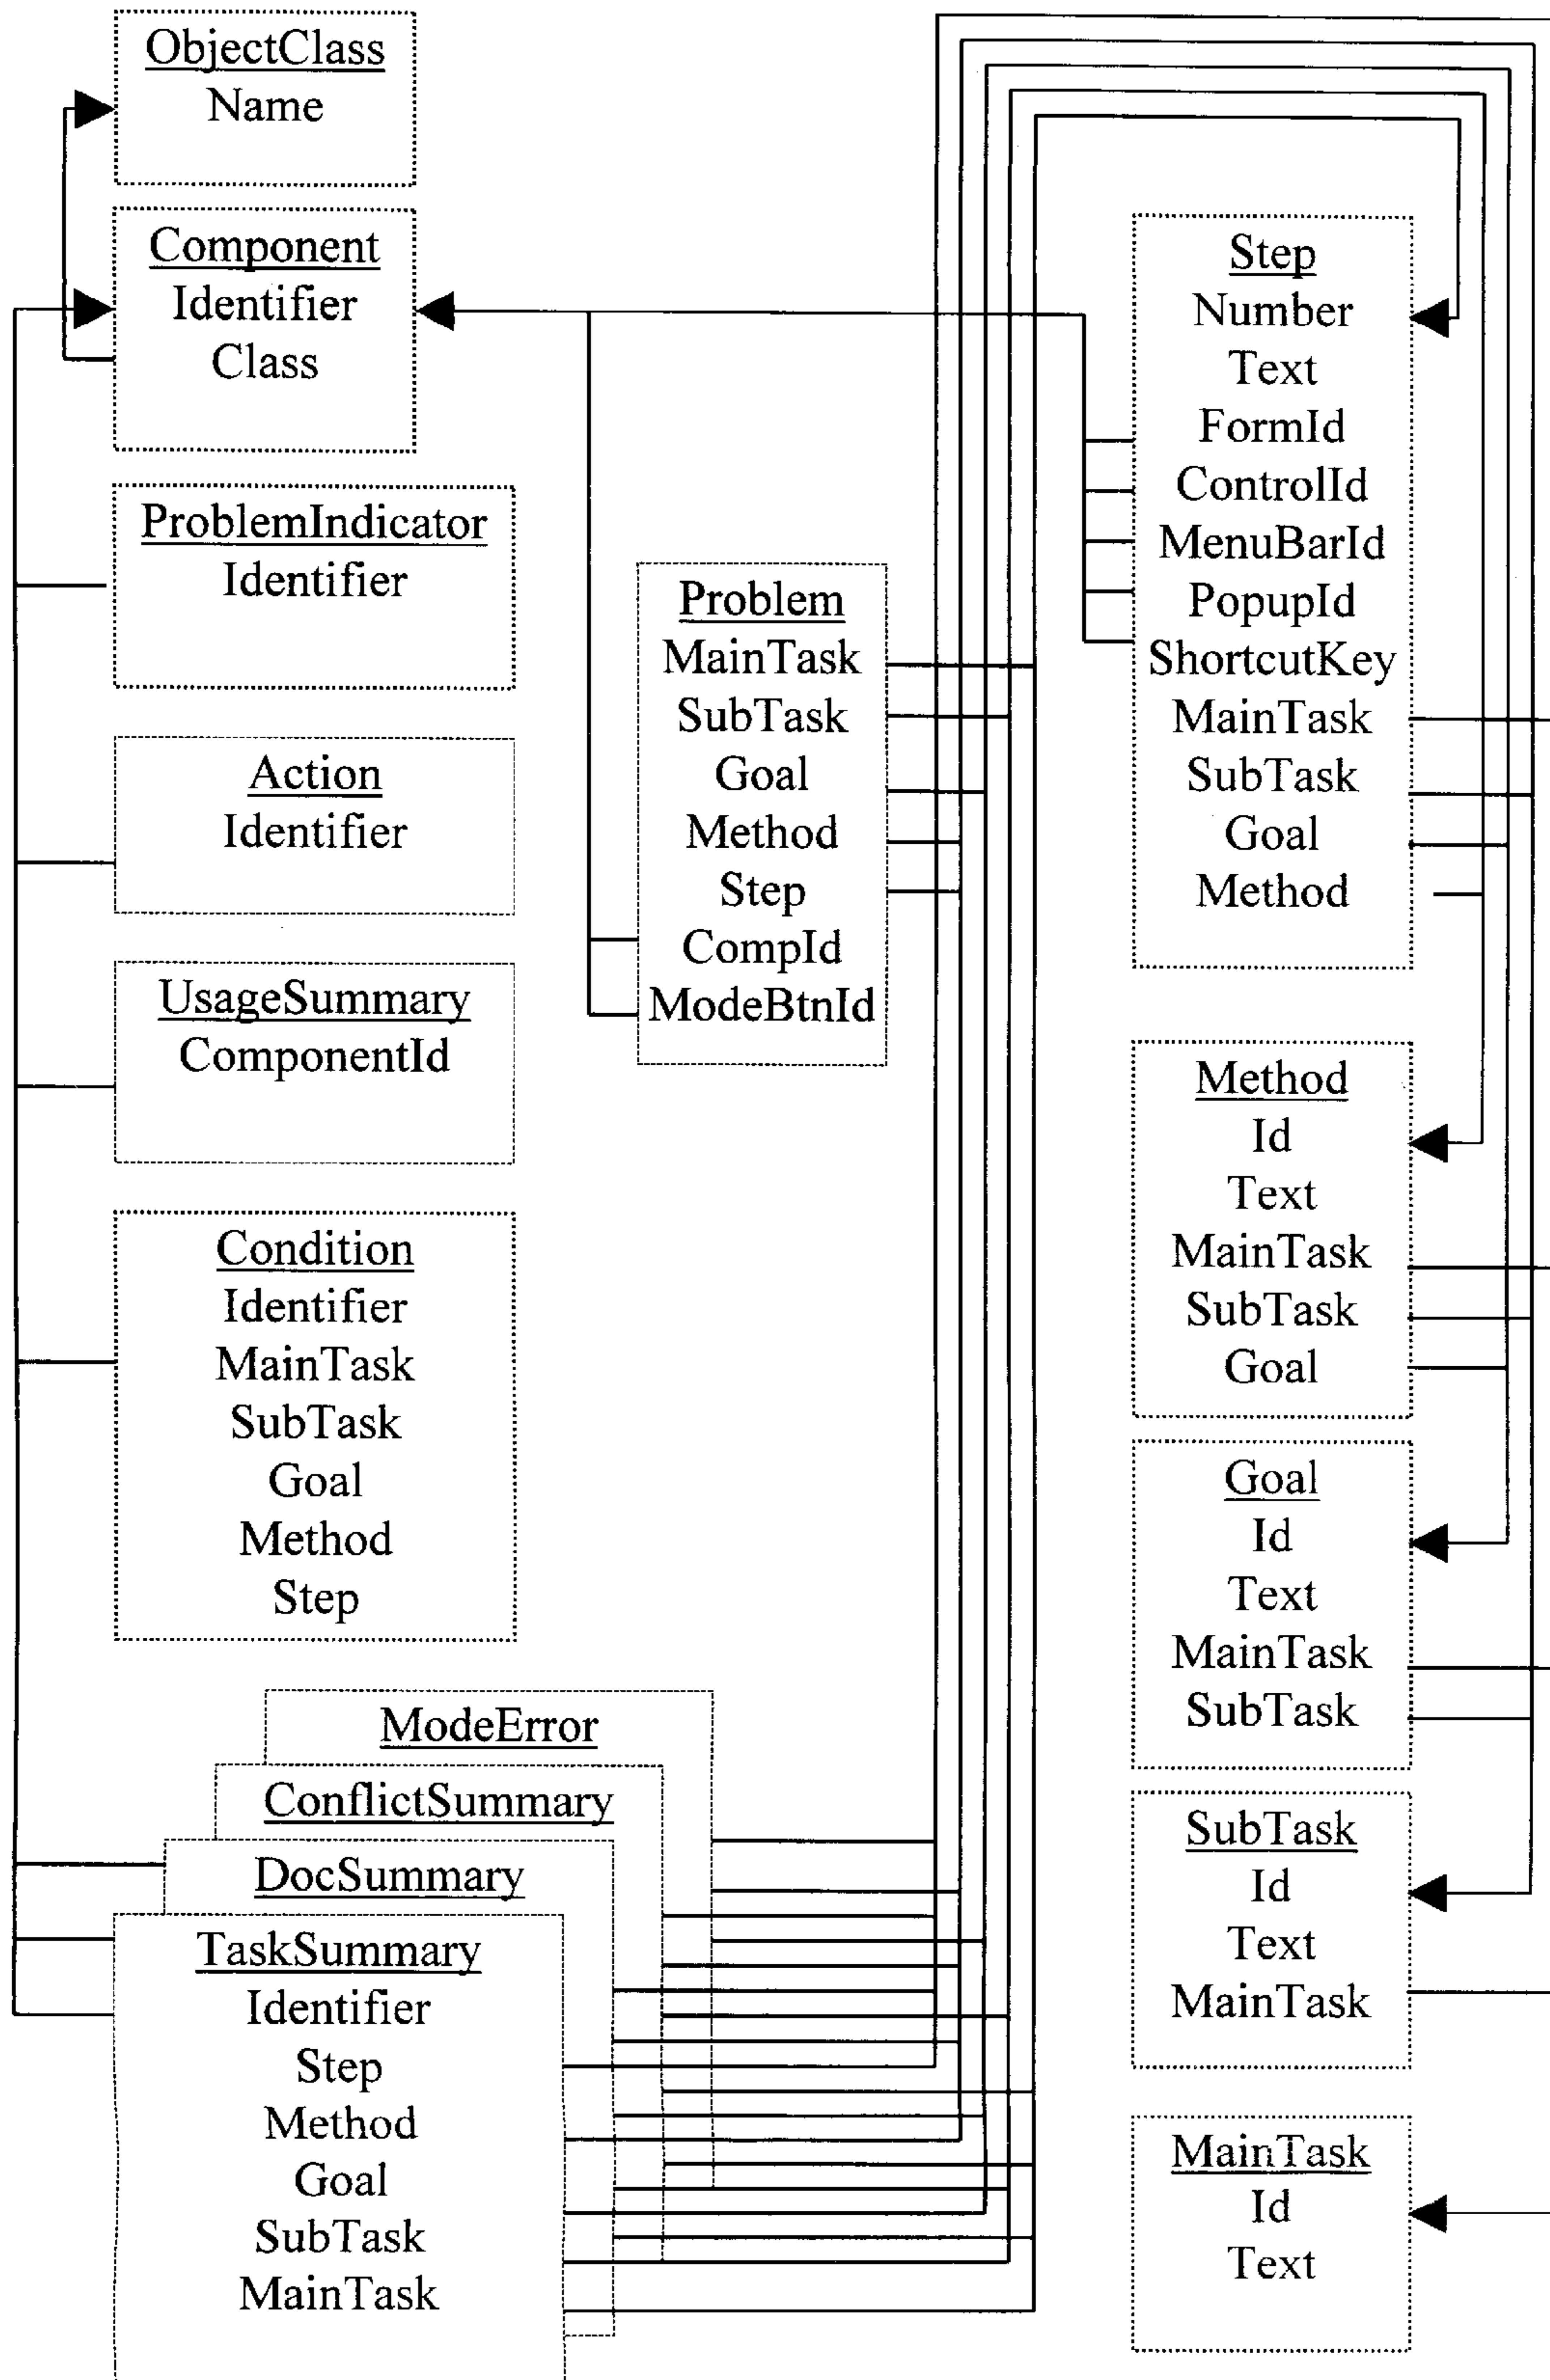 ObjectClass
Name
Component
Identifier
Class
ProblemIndicator
Identifier
Action
Identifier
UsageSummary
ComponentId
Condition
Identifier
MainTask
SubTask
Goal
Method
Step
ModeError
ConflictSummary
DocSummary
TaskSummary
Identifier
Step
Method
Goal
SubTask
MainTask
Problem
MainTask
SubTask
Goal
Method
Step
CompId
ModeBtnId
Step
Number
Text
FormId
ControlId
MenuBarId
PopupId
ShortcutKey
MainTask
SubTask
Goal
Method
Method
Id
Text
MainTask
SubTask
Goal
Goal
Id
Text
MainTask
SubTask
SubTask
Id
Text
MainTask
MainTask
Id
Text